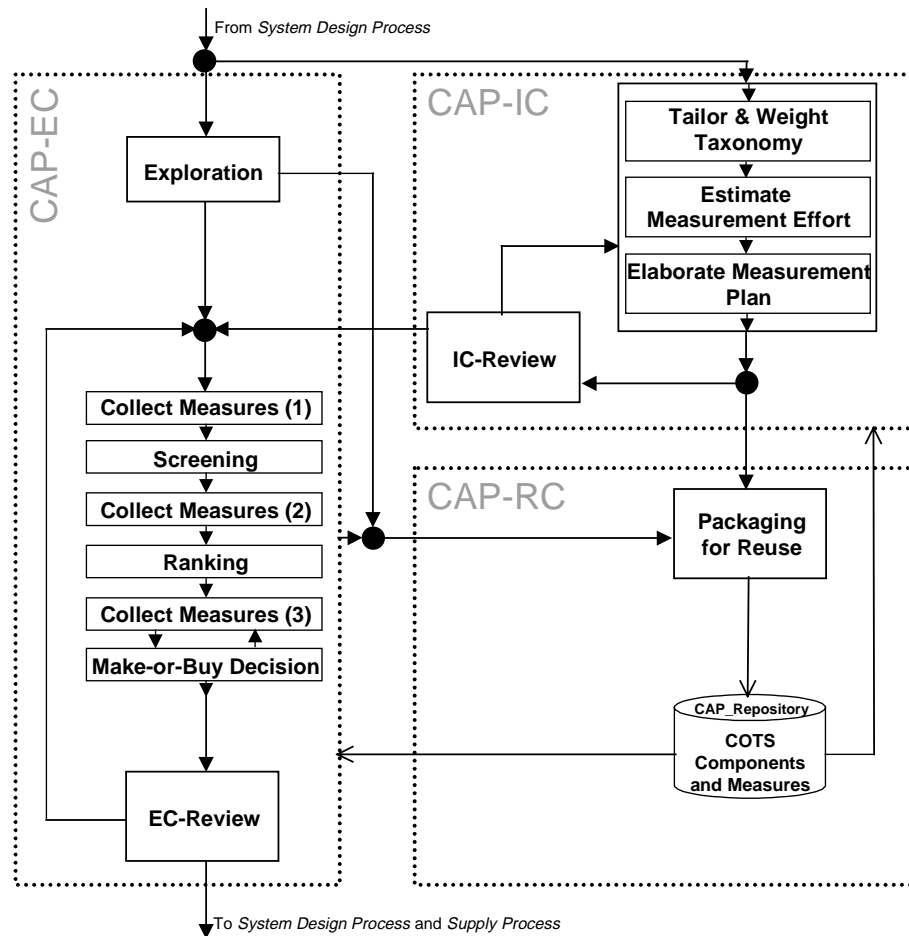 From System Design Process
CAP-EC
CAP-IC
Tailor & Weight
Taxonomy
Exploration
Estimate
Measurement Effort
Elaborate Measurement
Plan
IC-Review
Collect Measures (1)
Screening
Collect Measures (2)
Ranking
Collect Measures (3)
Make-or-Buy Decision
CAP-RC
Packaging
for Reuse
CAP_Repository
COTS
Components
and Measures
EC-Review
To System Design Process and Supply Process